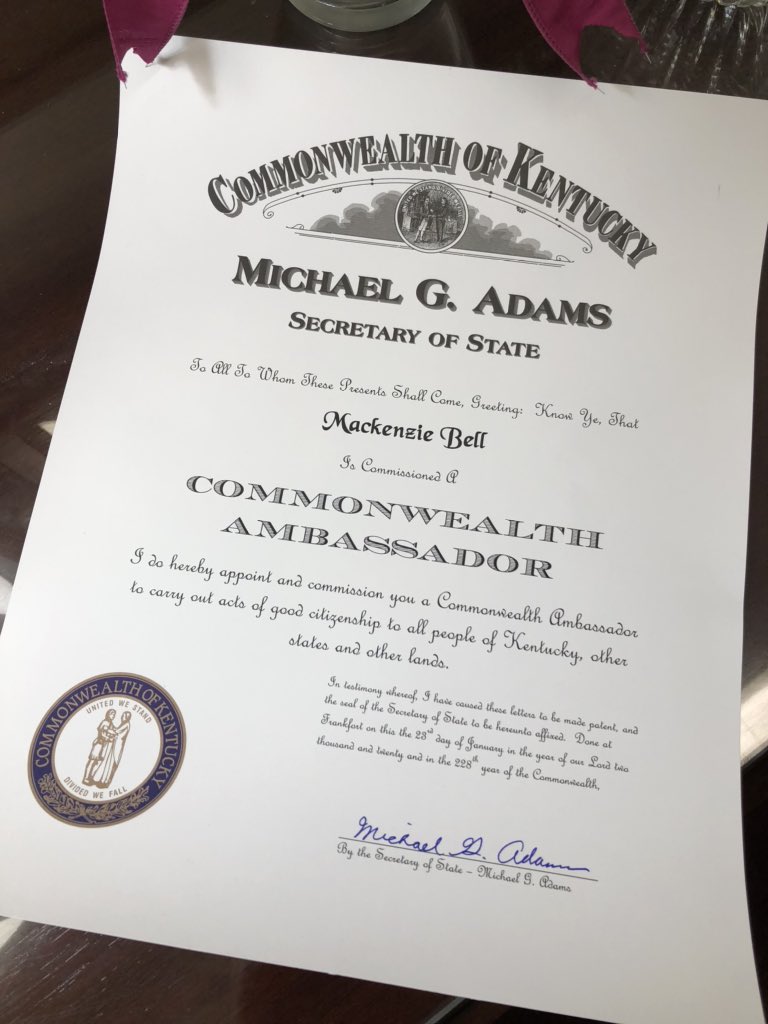 COMMONWEALTH OF KENTUCKY
MICHAEL G. ADAMS
SECRETARY OF STATE
To All To Whom These Presents Shall Come, Greeting: Know Ye, That
Mackenzie Bell
Is Commissioned A
COMMONWEALTH
AMBASSADOR
I do hereby appoint and commission you a Commonwealth Ambassador
to carry out acts of good citizenship to all people of Kentucky, other
states and other lands.
In testimony whereof, I have caused these letters to be made patent, and
the seal of the Secretary of State to be hereunto affixed. Done at
Frankfort on this the 23rd day of January in the year of our Lord two
thousand and twenty and in the 228th year of the Commonwealth,
COMMONWEALTH OF KENTUCKY
UNITED WE STAND
DIVIDED WE FALL
Michael G. Adams
By the Secretary of State - Michael G. Adams